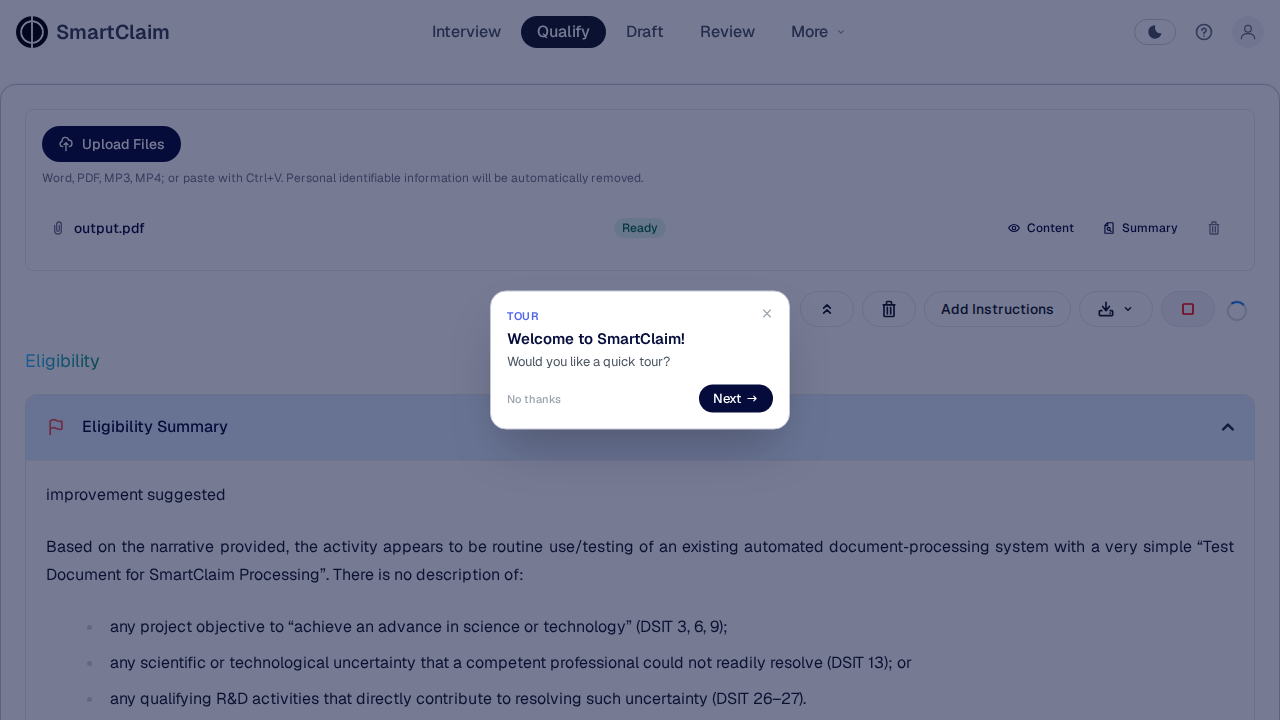 SmartClaim
Interview
Qualify
Draft
Review
More
Upload Files
Word, PDF, MP3, MP4; or paste with Ctrl+V. Personal identifiable information will be automatically removed.
output.pdf
Ready
Content
Summary
Add Instructions
TOUR
Welcome to SmartClaim!
Would you like a quick tour?
No thanks
Next →
Eligibility
Eligibility Summary
improvement suggested
Based on the narrative provided, the activity appears to be routine use/testing of an existing automated document-processing system with a very simple “Test
Document for SmartClaim Processing”. There is no description of:
any project objective to “achieve an advance in science or technology” (DSIT 3, 6, 9);
any scientific or technological uncertainty that a competent professional could not readily resolve (DSIT 13); or
any qualifying R&D activities that directly contribute to resolving such uncertainty (DSIT 26–27).